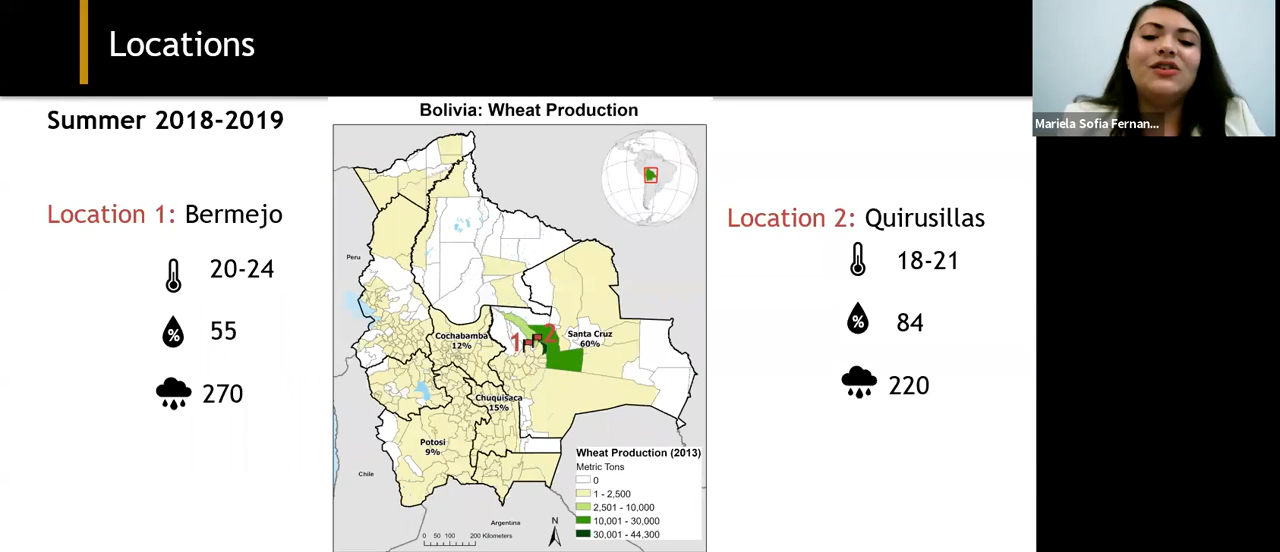 Locations
Mariela Sofia Fernan...
Summer 2018-2019
Location 1: Bermejo
20-24
%
55
270
Bolivia: Wheat Production
Peru
Cochabamba
12%
1
2
Santa Cruz
60%
Chuquisaca
15%
Potosi
9%
Chile
Argentina
N
0 50 100 200 Kilometers
Wheat Production (2013)
Metric Tons
0
1 - 2,500
2,501 - 10,000
10,001 - 30,000
30,001 - 44,300
Location 2: Quirusillas
18-21
%
84
220